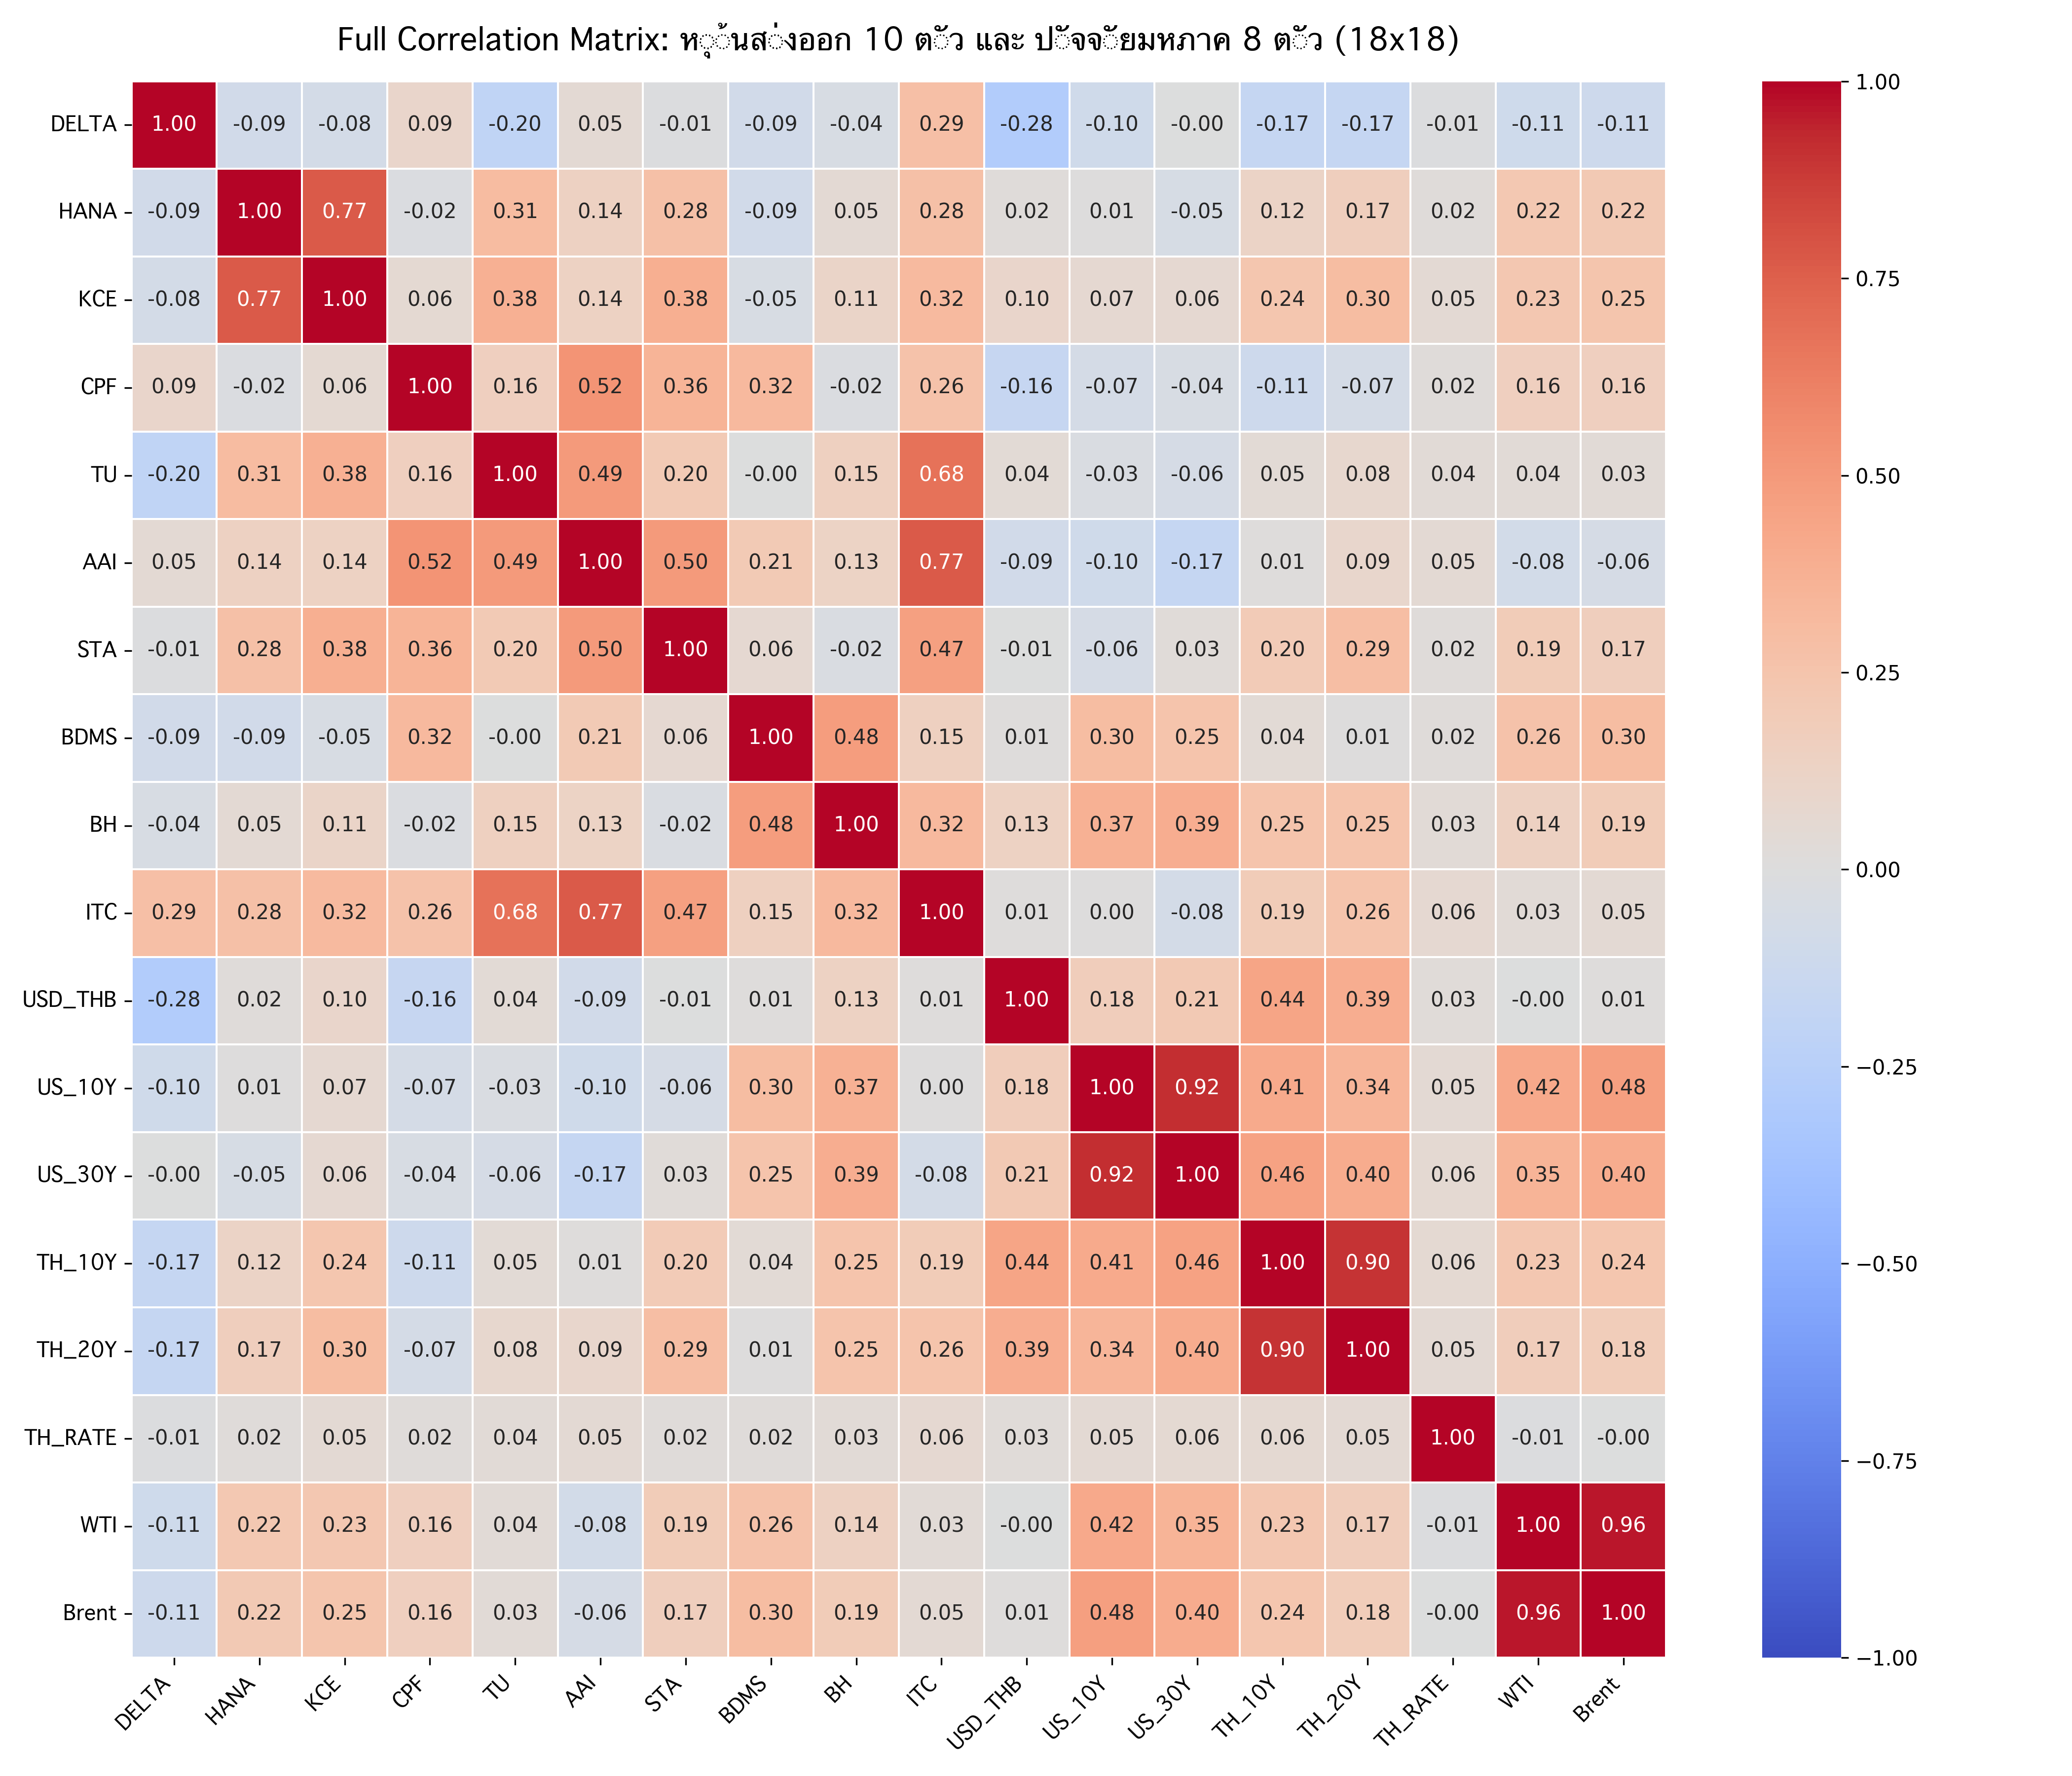 Full Correlation Matrix: หุ้นส่งออก 10 ตัว และ ปัจจัยมหภาค 8 ตัว (18x18)
DELTA 1.00 -0.09 -0.08 0.09 -0.20 0.05 -0.01 -0.09 -0.04 0.29 -0.28 -0.10 -0.00 -0.17 -0.17 -0.01 -0.11 -0.11
HANA -0.09 1.00 0.77 -0.02 0.31 0.14 0.28 -0.09 0.05 0.28 0.02 0.01 -0.05 0.12 0.17 0.02 0.22 0.22
KCE -0.08 0.77 1.00 0.06 0.38 0.14 0.38 -0.05 0.11 0.32 0.10 0.07 0.06 0.24 0.30 0.05 0.23 0.25
CPF 0.09 -0.02 0.06 1.00 0.16 0.52 0.36 0.32 -0.02 0.26 -0.16 -0.07 -0.04 -0.11 -0.07 0.02 0.16 0.16
TU -0.20 0.31 0.38 0.16 1.00 0.49 0.20 -0.00 0.15 0.68 0.04 -0.03 -0.06 0.05 0.08 0.04 0.04 0.03
AAI 0.05 0.14 0.14 0.52 0.49 1.00 0.50 0.21 0.13 0.77 -0.09 -0.10 -0.17 0.01 0.09 0.05 -0.08 -0.06
STA -0.01 0.28 0.38 0.36 0.20 0.50 1.00 0.06 -0.02 0.47 -0.01 -0.06 0.03 0.20 0.29 0.02 0.19 0.17
BDMS -0.09 -0.09 -0.05 0.32 -0.00 0.21 0.06 1.00 0.48 0.15 0.01 0.30 0.25 0.04 0.01 0.02 0.26 0.30
BH -0.04 0.05 0.11 -0.02 0.15 0.13 -0.02 0.48 1.00 0.32 0.13 0.37 0.39 0.25 0.25 0.03 0.14 0.19
ITC 0.29 0.28 0.32 0.26 0.68 0.77 0.47 0.15 0.32 1.00 0.01 0.00 -0.08 0.19 0.26 0.06 0.03 0.05
USD_THB -0.28 0.02 0.10 -0.16 0.04 -0.09 -0.01 0.01 0.13 0.01 1.00 0.18 0.21 0.44 0.39 0.03 -0.00 0.01
US_10Y -0.10 0.01 0.07 -0.07 -0.03 -0.10 -0.06 0.30 0.37 0.00 0.18 1.00 0.92 0.41 0.34 0.05 0.42 0.48
US_30Y -0.00 -0.05 0.06 -0.04 -0.06 -0.17 0.03 0.25 0.39 -0.08 0.21 0.92 1.00 0.46 0.40 0.06 0.35 0.40
TH_10Y -0.17 0.12 0.24 -0.11 0.05 0.01 0.20 0.04 0.25 0.19 0.44 0.41 0.46 1.00 0.90 0.06 0.23 0.24
TH_20Y -0.17 0.17 0.30 -0.07 0.08 0.09 0.29 0.01 0.25 0.26 0.39 0.34 0.40 0.90 1.00 0.05 0.17 0.18
TH_RATE -0.01 0.02 0.05 0.02 0.04 0.05 0.02 0.02 0.03 0.06 0.03 0.05 0.06 0.06 0.05 1.00 -0.01 -0.00
WTI -0.11 0.22 0.23 0.16 0.04 -0.08 0.19 0.26 0.14 0.03 -0.00 0.42 0.35 0.23 0.17 -0.01 1.00 0.96
Brent -0.11 0.22 0.25 0.16 0.03 -0.06 0.17 0.30 0.19 0.05 0.01 0.48 0.40 0.24 0.18 -0.00 0.96 1.00
DELTA HANA KCE CPF TU AAI STA BDMS BH ITC USD_THB US_10Y US_30Y TH_10Y TH_20Y TH_RATE WTI Brent
1.00
0.75
0.50
0.25
0.00
−0.25
−0.50
−0.75
−1.00